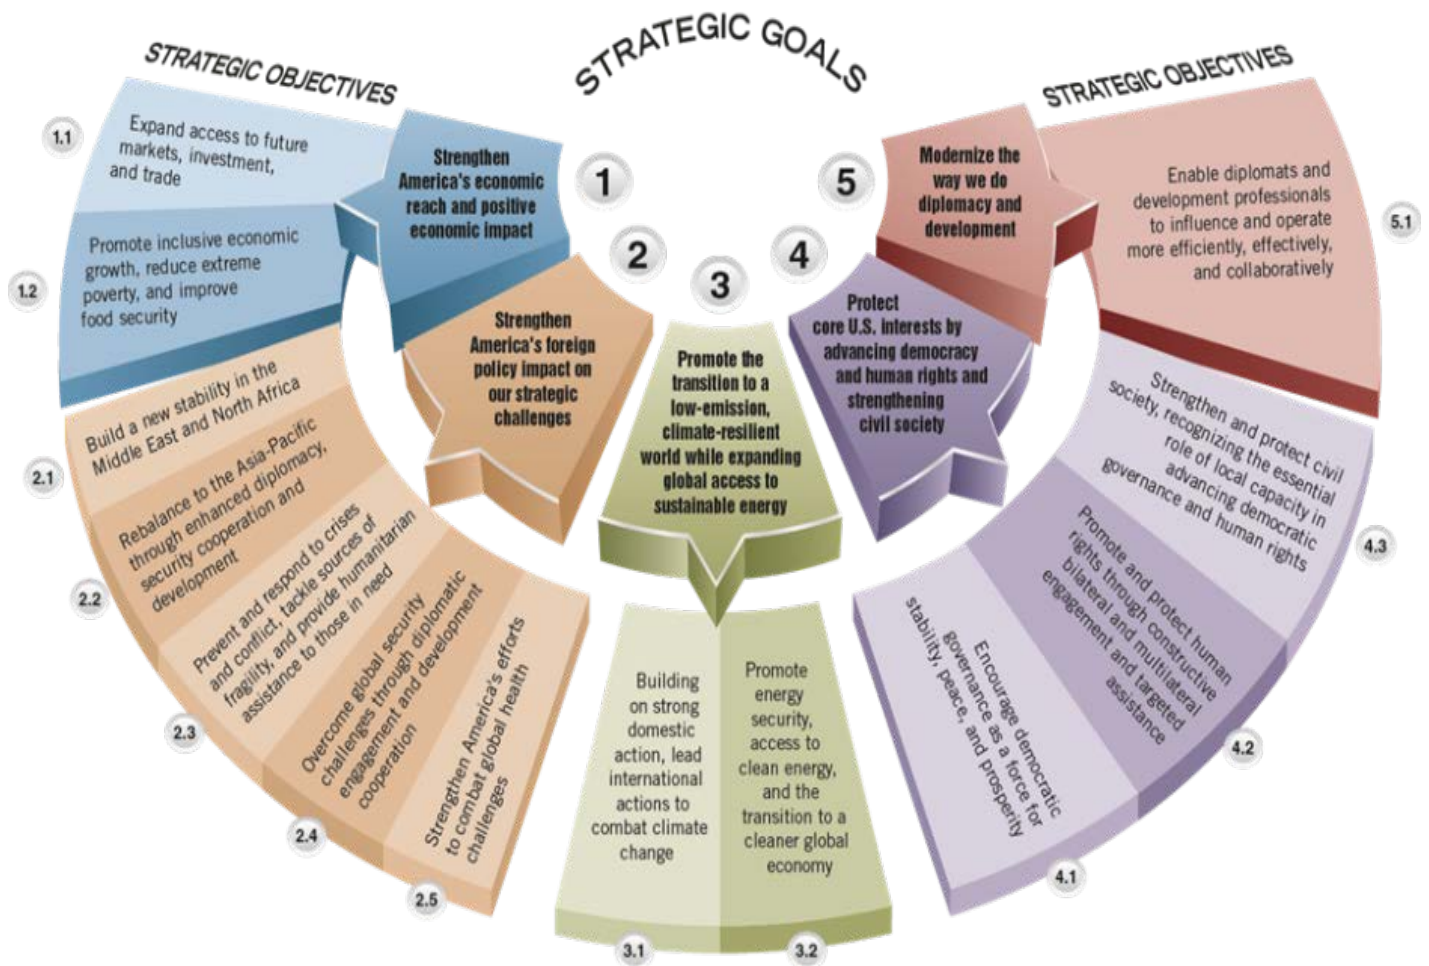 STRATEGIC GOALS
STRATEGIC OBJECTIVES
STRATEGIC OBJECTIVES
1
Strengthen
America's economic
reach and positive
economic impact
1.1
Expand access to future
markets, investment,
and trade
1.2
Promote inclusive economic
growth, reduce extreme
poverty, and improve
food security
2
Strengthen
America's foreign
policy impact on
our strategic
challenges
2.1
Build a new stability in the
Middle East and North Africa
2.2
Rebalance to the Asia-Pacific
through enhanced diplomacy,
security cooperation and
development
2.3
Prevent and respond to crises
and conflict, tackle sources of
fragility, and provide humanitarian
assistance to those in need
2.4
Overcome global security
challenges through diplomatic
engagement and development
cooperation
2.5
Strengthen America's efforts
to combat global health
challenges
3
Promote the
transition to a
low-emission,
climate-resilient
world while expanding
global access to
sustainable energy
3.1
Building
on strong
domestic
action, lead
international
actions to
combat climate
change
3.2
Promote
energy
security,
access to
clean energy,
and the
transition to a
cleaner global
economy
4
Protect
core U.S. interests by
advancing democracy
and human rights and
strengthening
civil society
4.1
Encourage democratic
governance as a force for
stability, peace, and prosperity
4.2
Promote and protect human
rights through constructive
bilateral and multilateral
engagement and targeted
assistance
4.3
Strengthen and protect civil
society, recognizing the essential
role of local capacity in
advancing democratic
governance and human rights
5
Modernize the
way we do
diplomacy and
development
5.1
Enable diplomats and
development professionals
to influence and operate
more efficiently, effectively,
and collaboratively